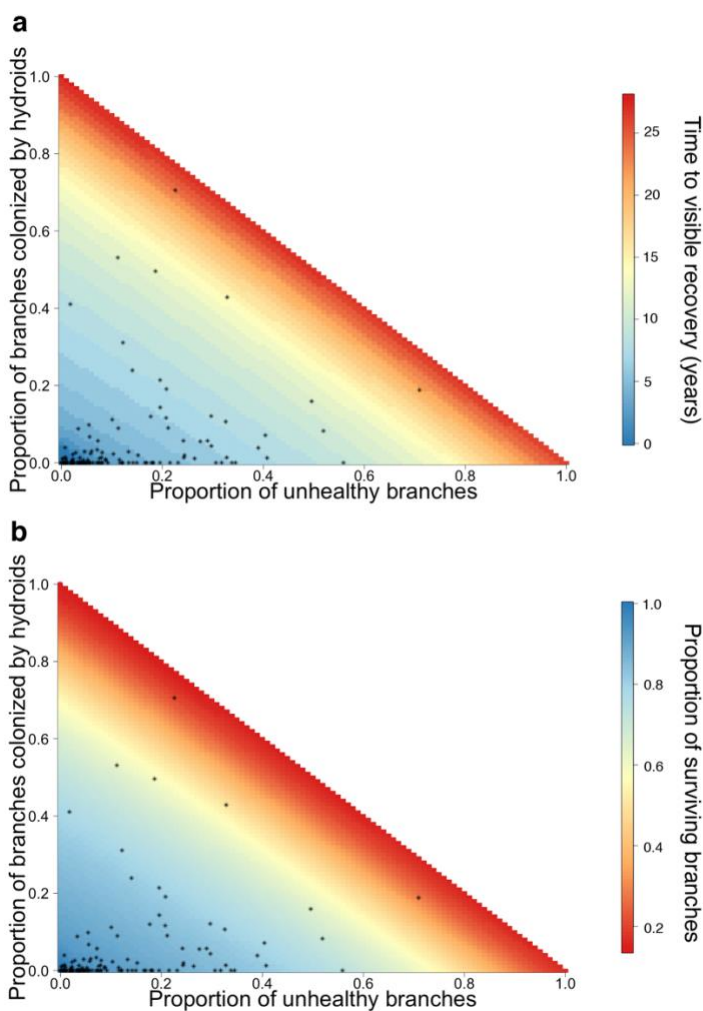 a
Proportion of branches colonized by hydroids
1.0
0.8
0.6
0.4
0.2
0.0
0.0 0.2 0.4 0.6 0.8 1.0
Proportion of unhealthy branches
25
20
15
10
5
0
Time to visible recovery (years)
b
Proportion of branches colonized by hydroids
1.0
0.8
0.6
0.4
0.2
0.0
0.0 0.2 0.4 0.6 0.8 1.0
Proportion of unhealthy branches
1.0
0.8
0.6
0.4
0.2
Proportion of surviving branches